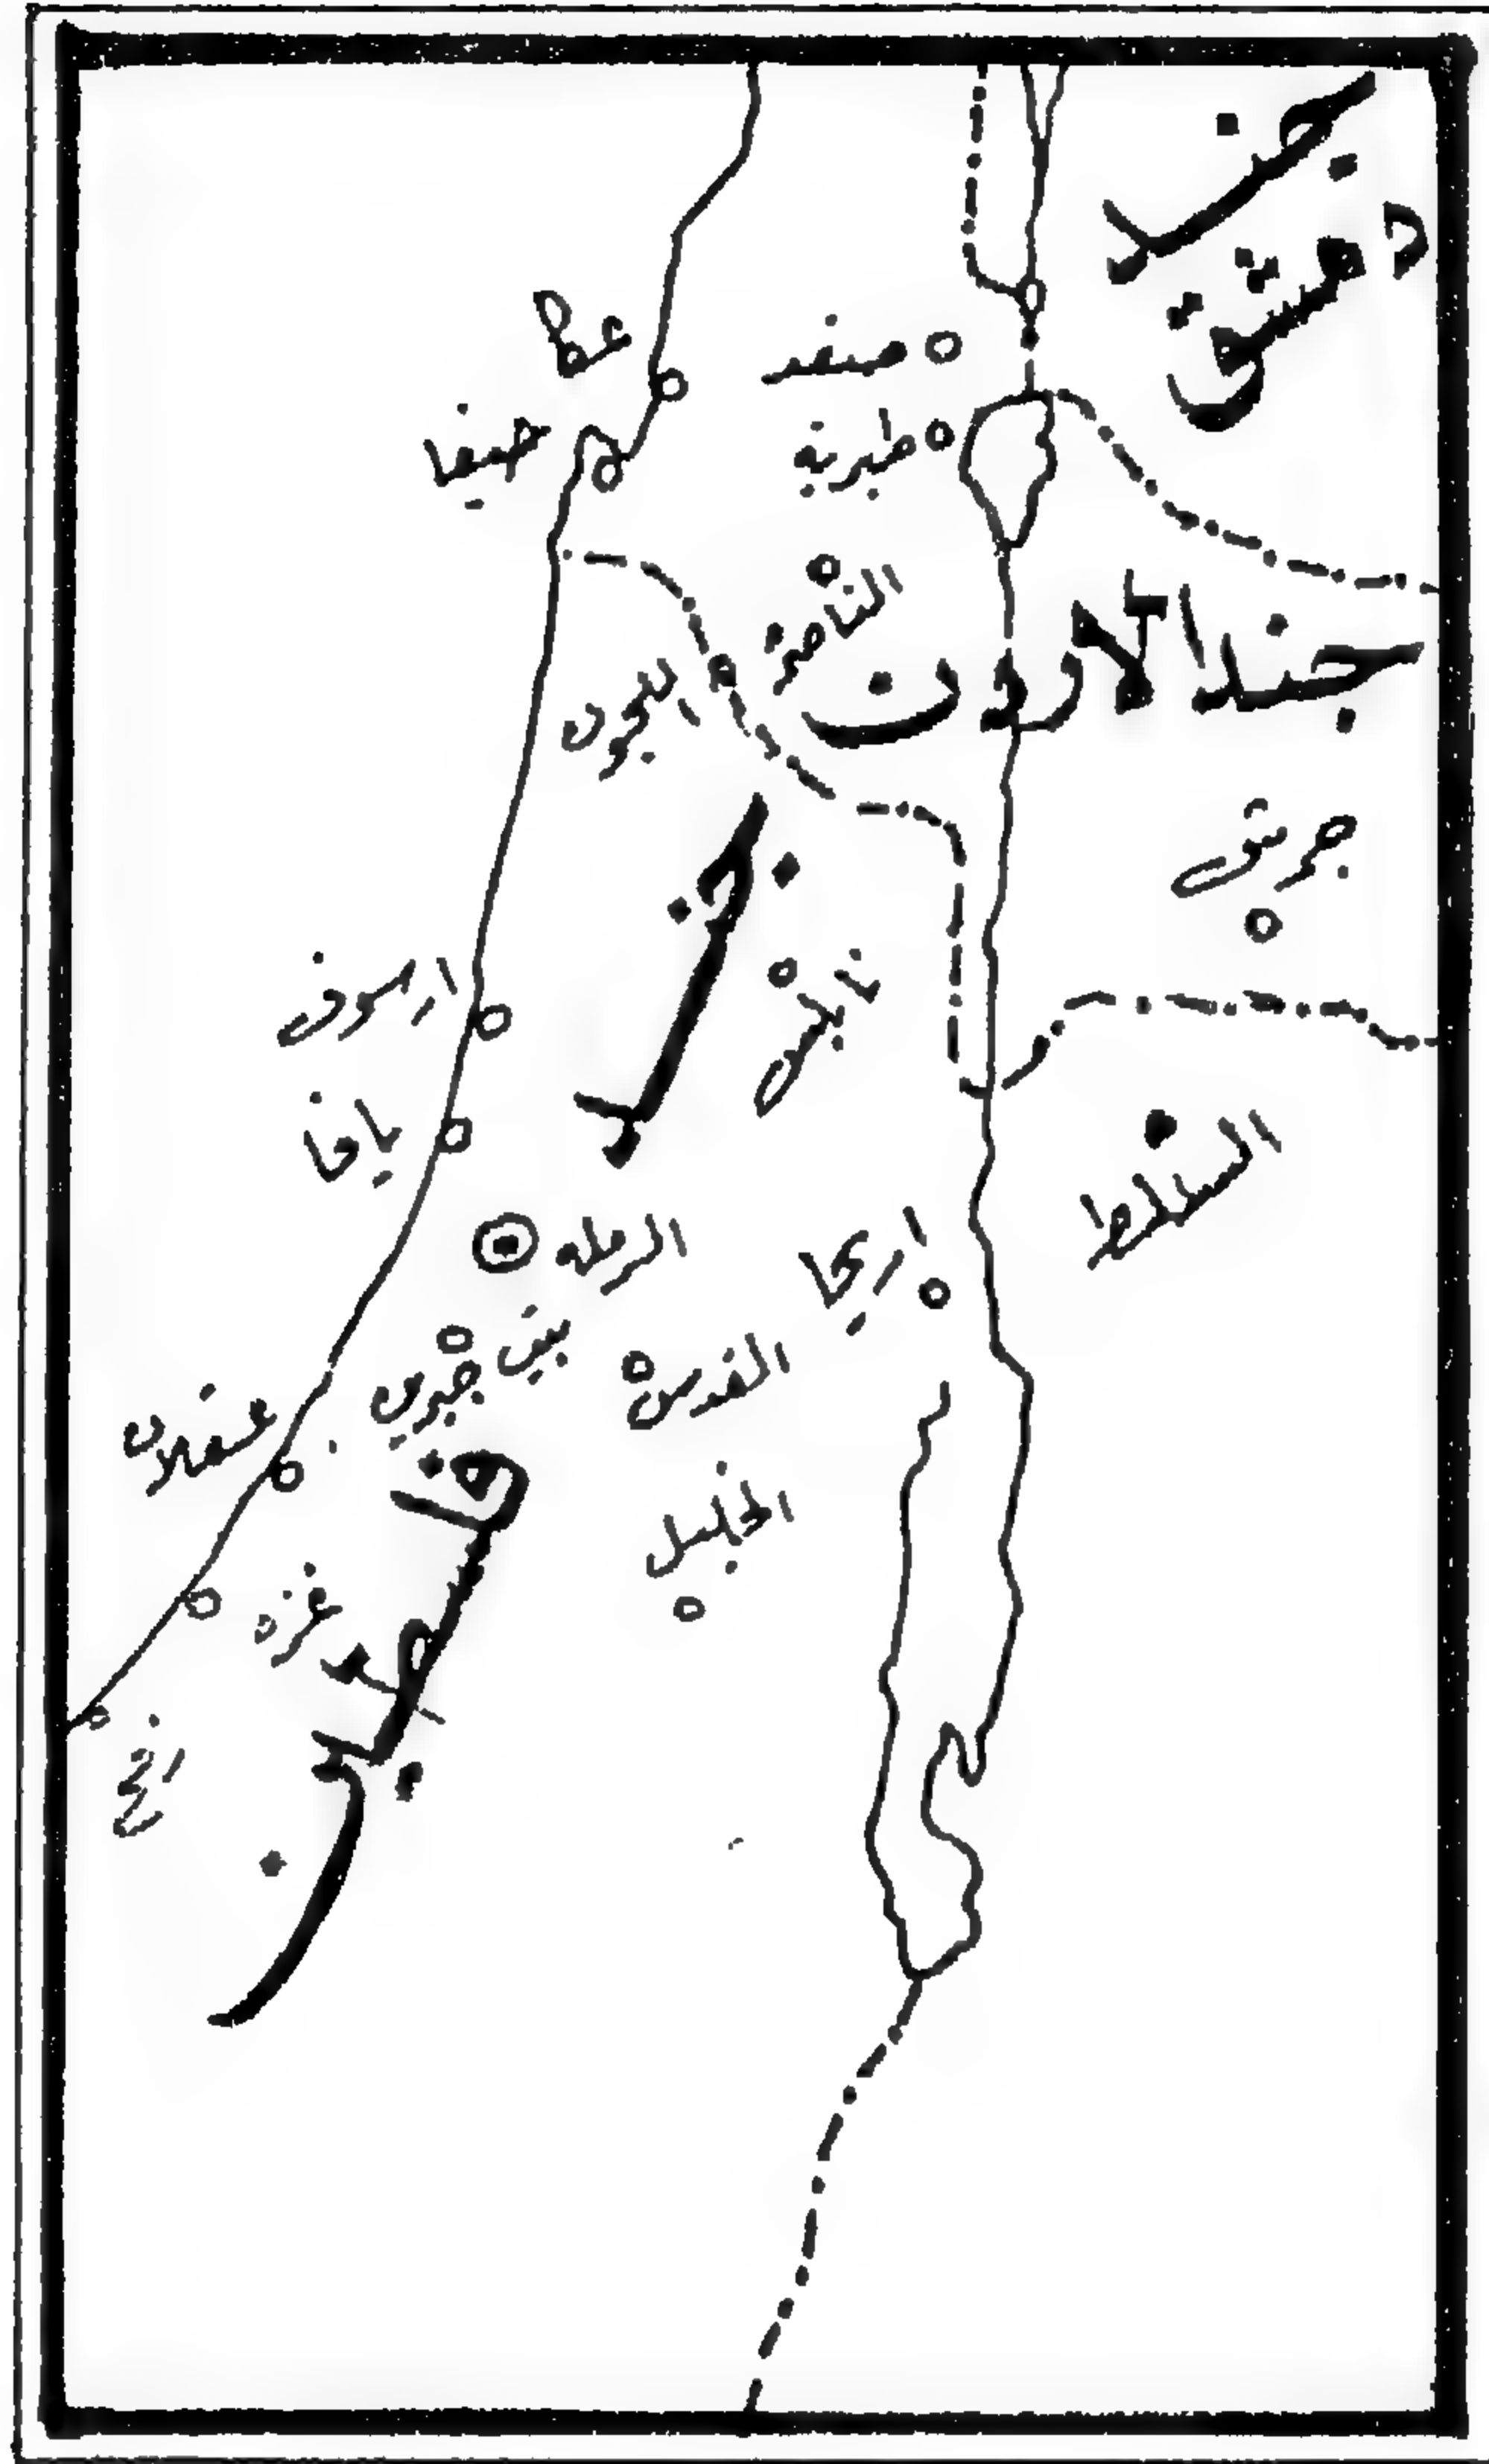 جند
دمشق
عكا
صفد
حيفا
طبرية
الناصرة
جند الاردن
اللجون
جرش
جند
نابلس
ارسوف
يافا
السلط
الرملة
اريحا
بيت جبرين
القدس
عسقلان
الخليل
فلسطين
غزه
رفح